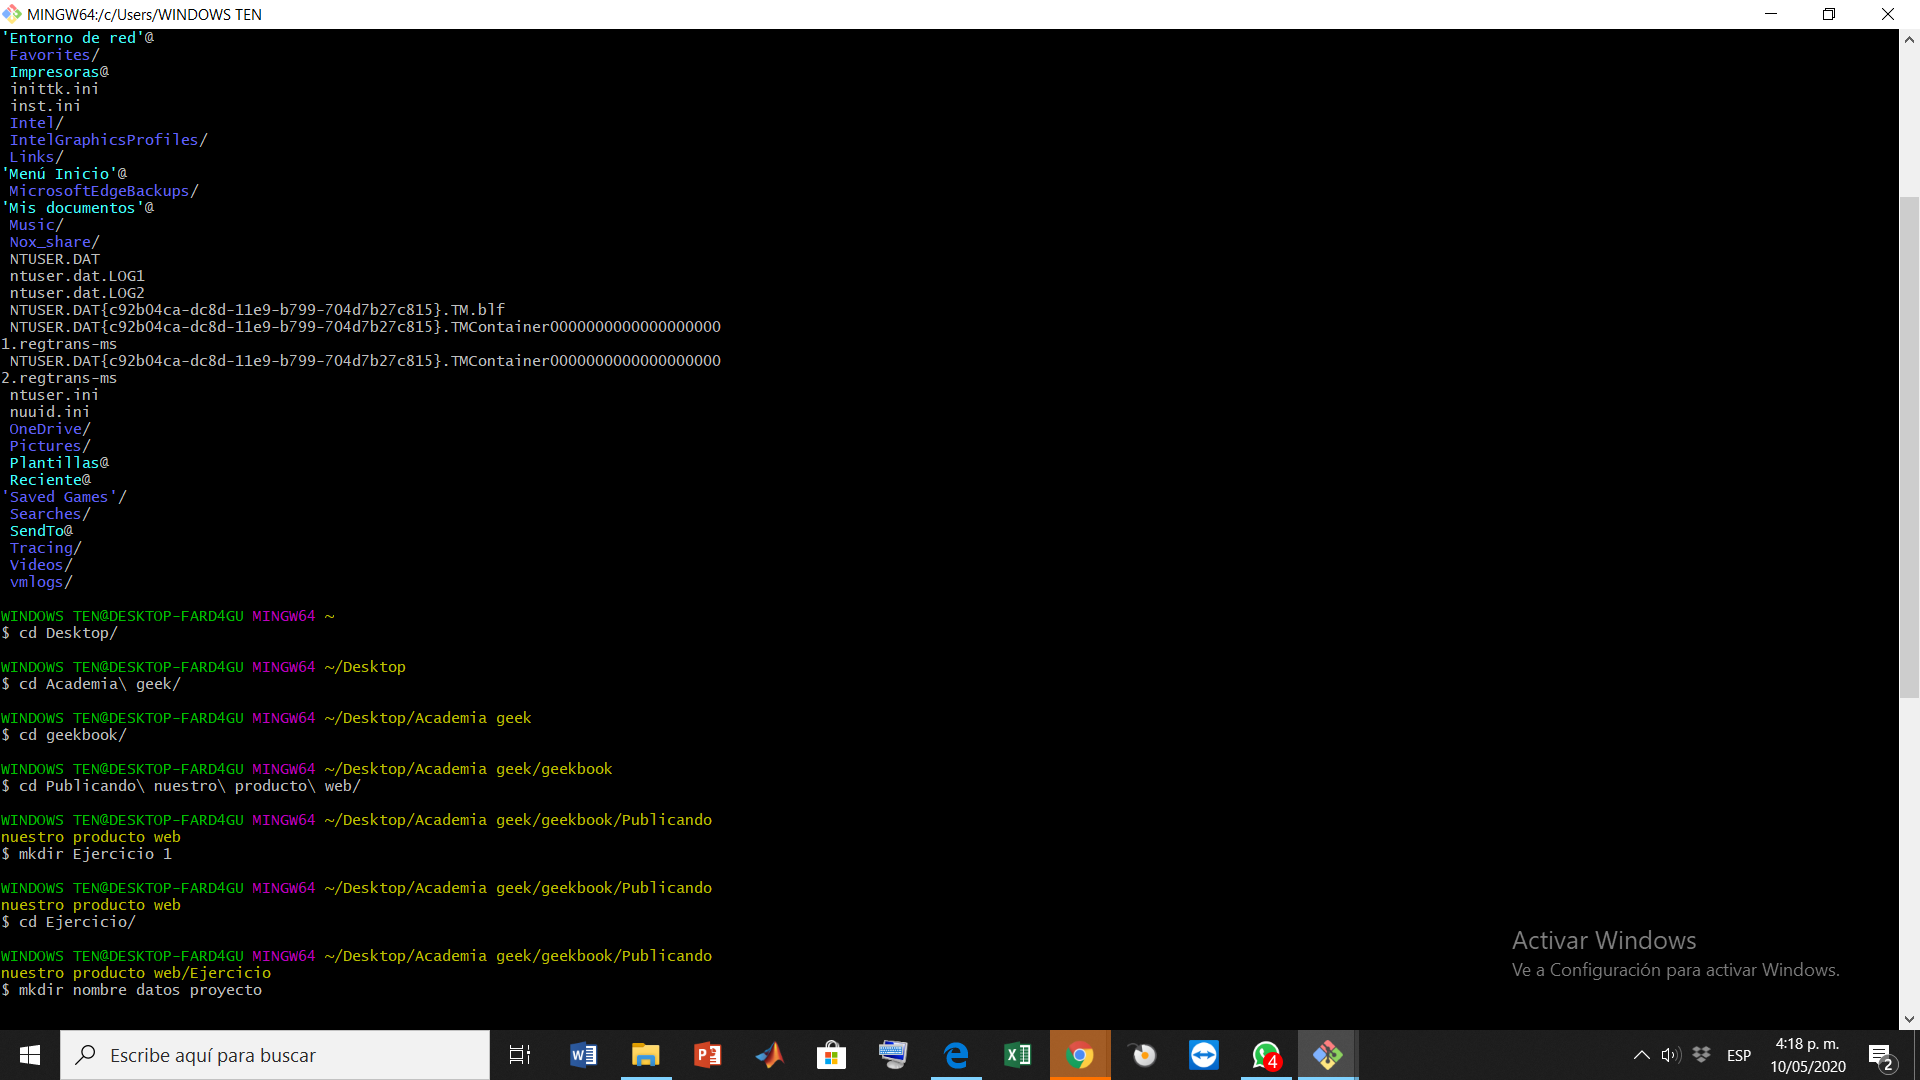 MINGW64:/c/Users/WINDOWS TEN
'Entorno de red'@
Favorites/
Impresoras@
inittk.ini
inst.ini
Intel/
IntelGraphicsProfiles/
Links/
'Menú Inicio'@
MicrosoftEdgeBackups/
'Mis documentos'@
Music/
Nox_share/
NTUSER.DAT
ntuser.dat.LOG1
ntuser.dat.LOG2
NTUSER.DAT{c92b04ca-dc8d-11e9-b799-704d7b27c815}.TM.blf
NTUSER.DAT{c92b04ca-dc8d-11e9-b799-704d7b27c815}.TMContainer0000000000000000000
1.regtrans-ms
NTUSER.DAT{c92b04ca-dc8d-11e9-b799-704d7b27c815}.TMContainer0000000000000000000
2.regtrans-ms
ntuser.ini
nuuid.ini
OneDrive/
Pictures/
Plantillas@
Reciente@
'Saved Games'/
Searches/
SendTo@
Tracing/
Videos/
vmlogs/
WINDOWS TEN@DESKTOP-FARD4GU MINGW64 ~
$ cd Desktop/
WINDOWS TEN@DESKTOP-FARD4GU MINGW64 ~/Desktop
$ cd Academia\ geek/
WINDOWS TEN@DESKTOP-FARD4GU MINGW64 ~/Desktop/Academia geek
$ cd geekbook/
WINDOWS TEN@DESKTOP-FARD4GU MINGW64 ~/Desktop/Academia geek/geekbook
$ cd Publicando\ nuestro\ producto\ web/
WINDOWS TEN@DESKTOP-FARD4GU MINGW64 ~/Desktop/Academia geek/geekbook/Publicando
nuestro producto web
$ mkdir Ejercicio 1
WINDOWS TEN@DESKTOP-FARD4GU MINGW64 ~/Desktop/Academia geek/geekbook/Publicando
nuestro producto web
$ cd Ejercicio/
WINDOWS TEN@DESKTOP-FARD4GU MINGW64 ~/Desktop/Academia geek/geekbook/Publicando
nuestro producto web/Ejercicio
$ mkdir nombre datos proyecto
Activar Windows
Ve a Configuración para activar Windows.
Escribe aquí para buscar
4
ESP
4:18 p. m.
10/05/2020
2